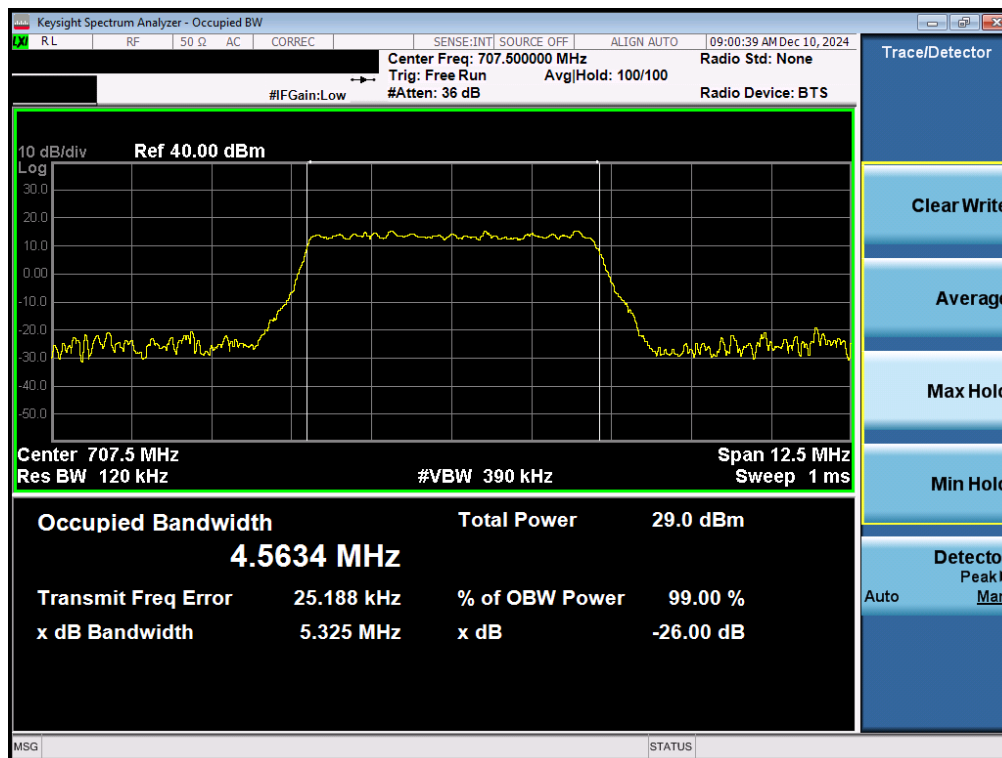 Keysight Spectrum Analyzer - Occupied BW
LXI RL RF 50 Ω AC CORREC SENSE:INT SOURCE OFF ALIGN AUTO 09:00:39 AM Dec 10, 2024
Center Freq: 707.500000 MHz Radio Std: None
Trig: Free Run Avg|Hold: 100/100
#IFGain:Low #Atten: 36 dB Radio Device: BTS
Trace/Detector
10 dB/div Ref 40.00 dBm
Log
30.0
20.0
10.0
0.00
-10.0
-20.0
-30.0
-40.0
-50.0
Center 707.5 MHz Span 12.5 MHz
Res BW 120 kHz #VBW 390 kHz Sweep 1 ms
Occupied Bandwidth Total Power 29.0 dBm
4.5634 MHz
Transmit Freq Error 25.188 kHz % of OBW Power 99.00 %
x dB Bandwidth 5.325 MHz x dB -26.00 dB
Clear Write
Average
Max Hold
Min Hold
Detecto
Peak
Auto Man
MSG STATUS